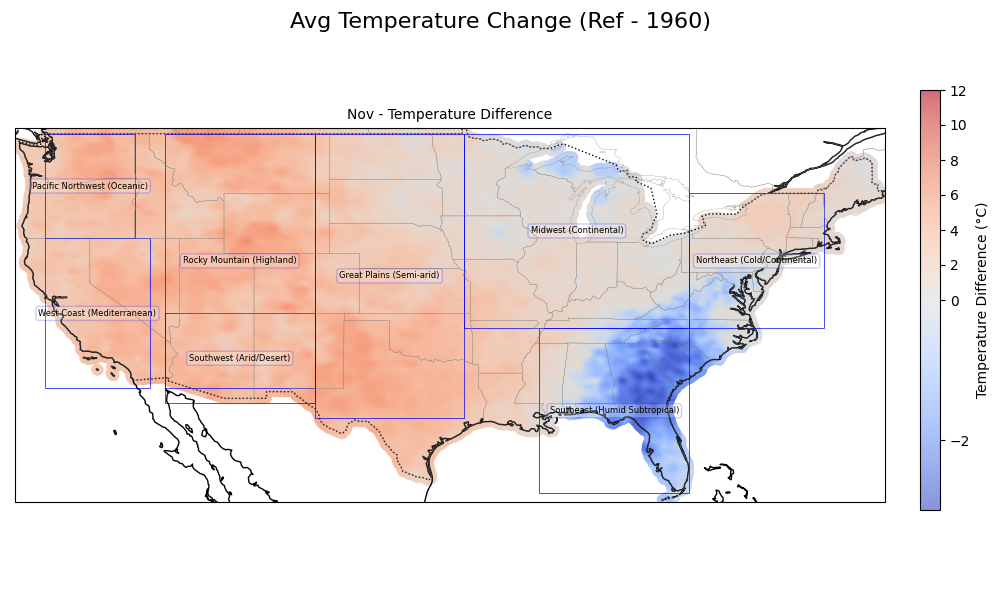 Avg Temperature Change (Ref - 1960)
Nov - Temperature Difference
Pacific Northwest (Oceanic)
Rocky Mountain (Highland)
Great Plains (Semi-arid)
Midwest (Continental)
Northeast (Cold/Continental)
West Coast (Mediterranean)
Southwest (Arid/Desert)
Southeast (Humid Subtropical)
12
10
8
6
4
2
0
−2
Temperature Difference (°C)